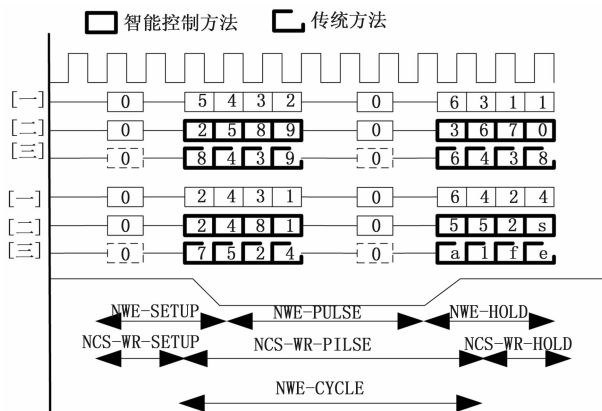 智能控制方法 传统方法
[一] 0 5 4 3 2 0 6 3 1 1
[二] 0 2 5 8 9 0 3 6 7 0
[三] 0 8 4 3 9 0 6 4 3 8
[一] 0 2 4 3 1 0 6 4 2 4
[二] 0 2 4 8 1 0 5 5 2 s
[三] 0 7 5 2 4 0 a 1 f e
NWE-SETUP NWE-PULSE NWE-HOLD
NCS-WR-SETUP NCS-WR-PILSE NCS-WR-HOLD
NWE-CYCLE